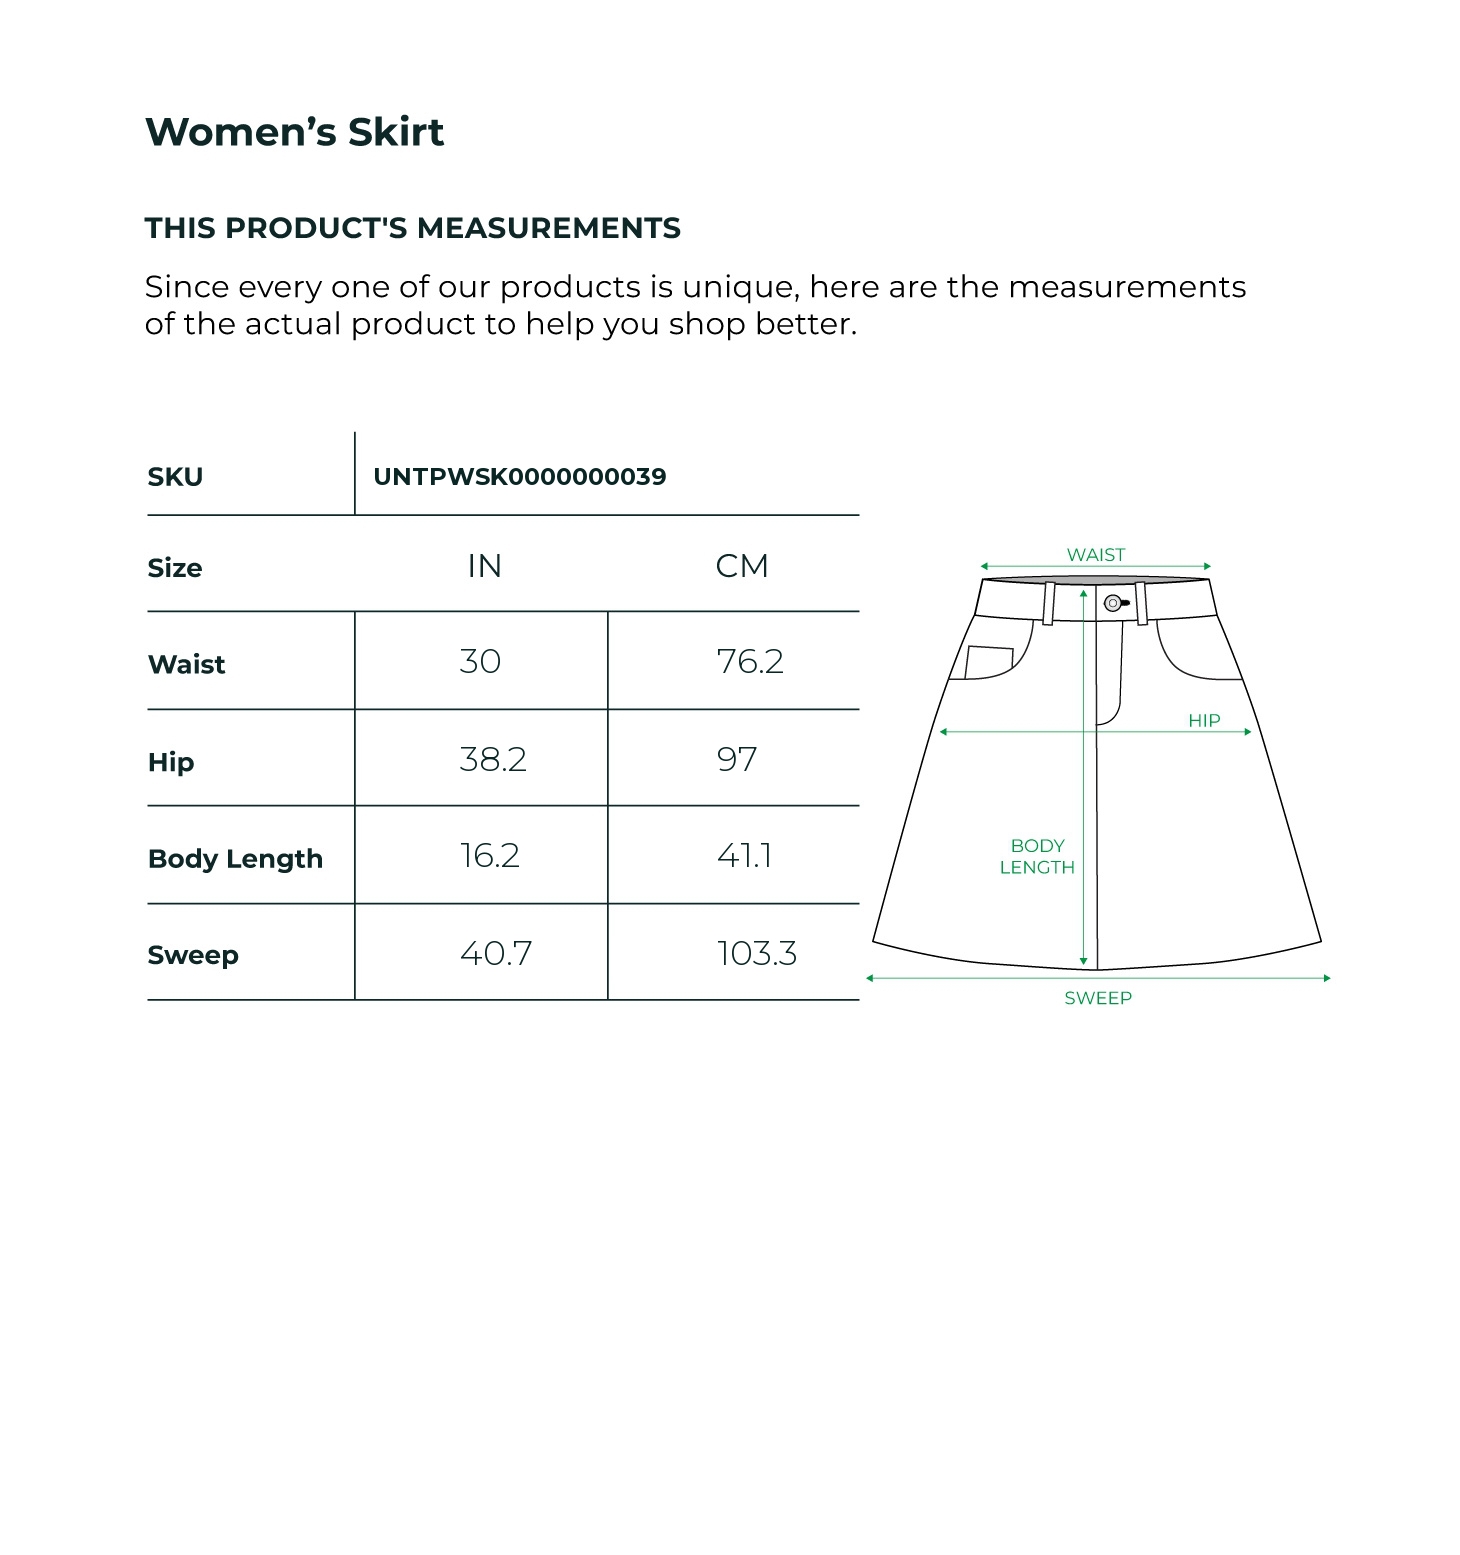 Women’s Skirt
THIS PRODUCT'S MEASUREMENTS
Since every one of our products is unique, here are the measurements
of the actual product to help you shop better.
SKU UNTPWSK0000000039
Size IN CM
Waist 30 76.2
Hip 38.2 97
Body Length 16.2 41.1
Sweep 40.7 103.3
WAIST
HIP
BODY
LENGTH
SWEEP